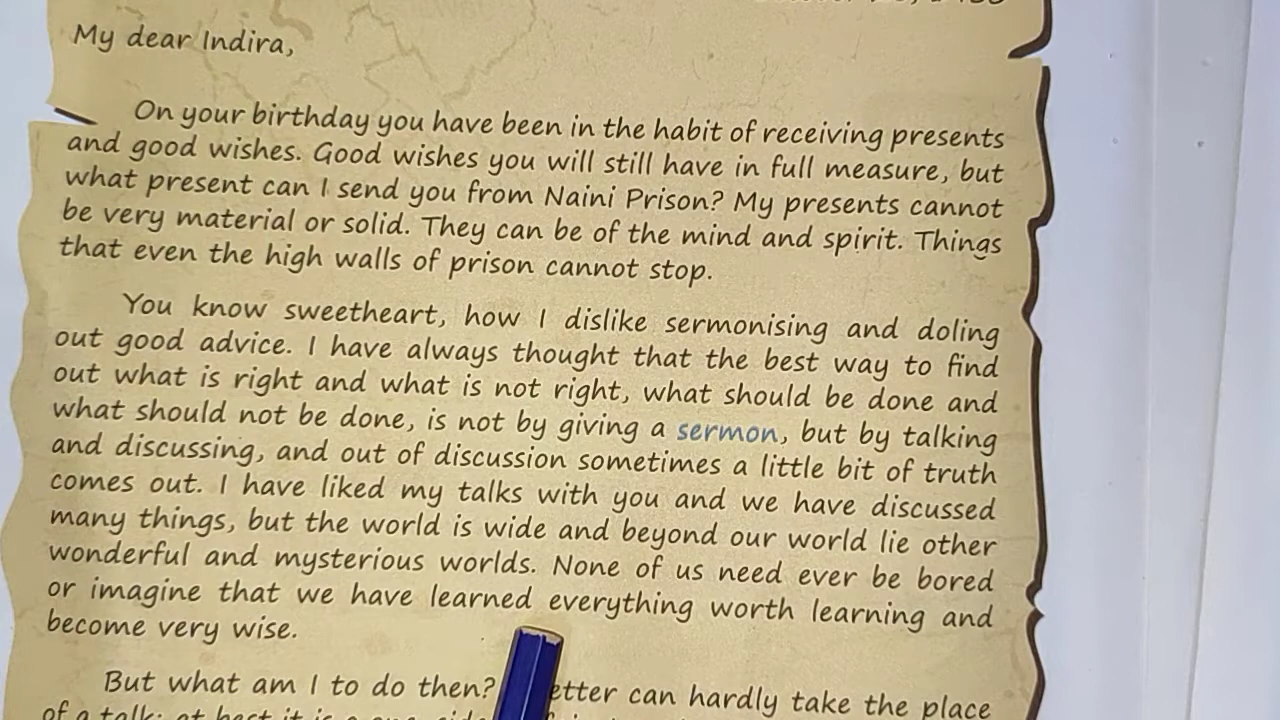 My dear Indira,
On your birthday you have been in the habit of receiving presents
and good wishes. Good wishes you will still have in full measure, but
what present can I send you from Naini Prison? My presents cannot
be very material or solid. They can be of the mind and spirit. Things
that even the high walls of prison cannot stop.
You know sweetheart, how I dislike sermonising and doling
out good advice. I have always thought that the best way to find
out what is right and what is not right, what should be done and
what should not be done, is not by giving a sermon, but by talking
and discussing, and out of discussion sometimes a little bit of truth
comes out. I have liked my talks with you and we have discussed
many things, but the world is wide and beyond our world lie other
wonderful and mysterious worlds. None of us need ever be bored
or imagine that we have learned everything worth learning and
become very wise.
But what am I to do then? etter can hardly take the place
of a talk; at best it is a one